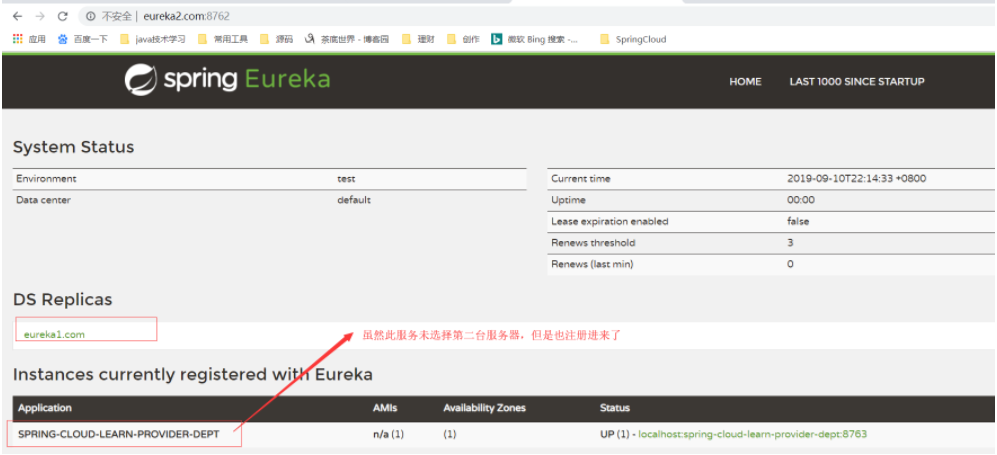 不安全 | eureka2.com:8762
应用 百度一下 java技术学习 常用工具 源码 茶底世界 - 博客园 理财 创作 微软 Bing 搜索 -... SpringCloud
spring Eureka
HOME LAST 1000 SINCE STARTUP
System Status
Environment test
Data center default
Current time 2019-09-10T22:14:33 +0800
Uptime 00:00
Lease expiration enabled false
Renews threshold 3
Renews (last min) 0
DS Replicas
eureka1.com
虽然此服务未选择第二台服务器，但是也注册进来了
Instances currently registered with Eureka
Application AMIs Availability Zones Status
SPRING-CLOUD-LEARN-PROVIDER-DEPT n/a (1) (1) UP (1) - localhost:spring-cloud-learn-provider-dept:8763